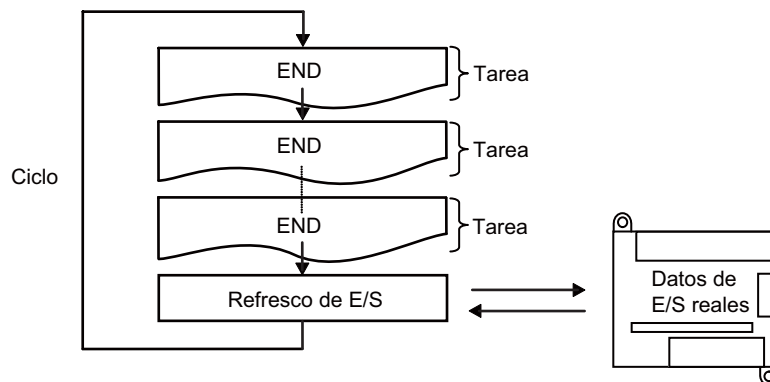 END
Tarea
END
Tarea
Ciclo
END
Tarea
Refresco de E/S
Datos de
E/S reales